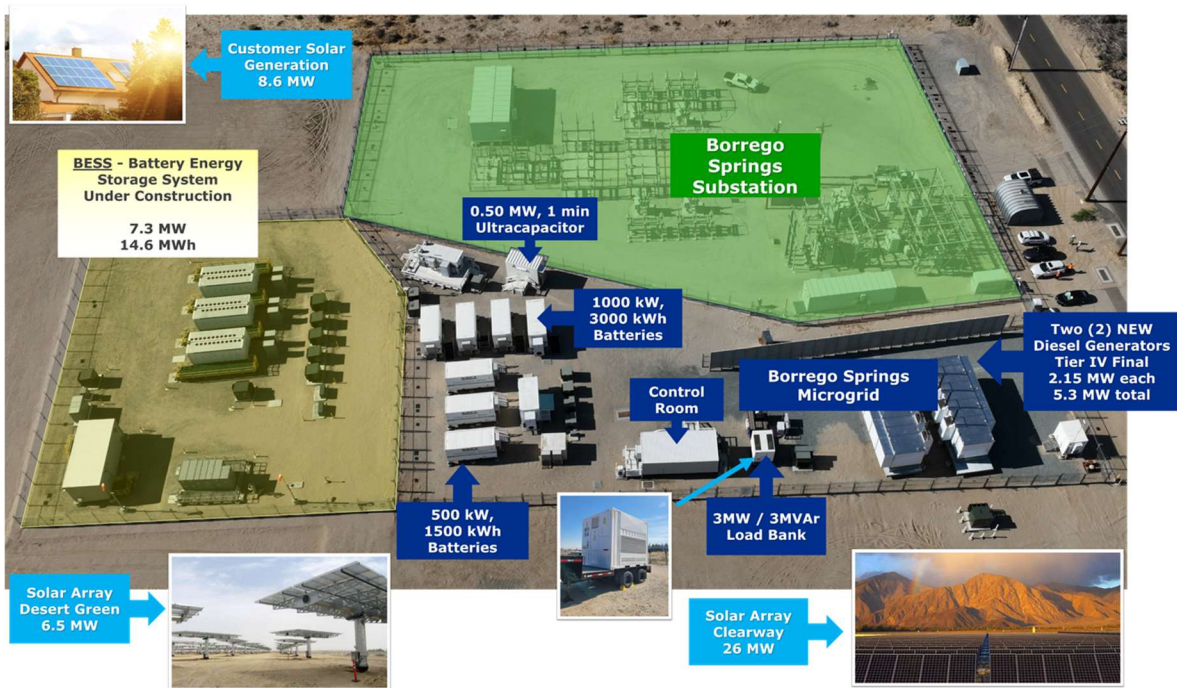 Customer Solar
Generation
8.6 MW
BESS - Battery Energy
Storage System
Under Construction
7.3 MW
14.6 MWh
Borrego
Springs
Substation
0.50 MW, 1 min
Ultracapacitor
1000 kW,
3000 kWh
Batteries
Two (2) NEW
Diesel Generators
Tier IV Final
2.15 MW each
5.3 MW total
Borrego Springs
Microgrid
Control
Room
500 kW,
1500 kWh
Batteries
3MW / 3MVAr
Load Bank
Solar Array
Desert Green
6.5 MW
Solar Array
Clearway
26 MW